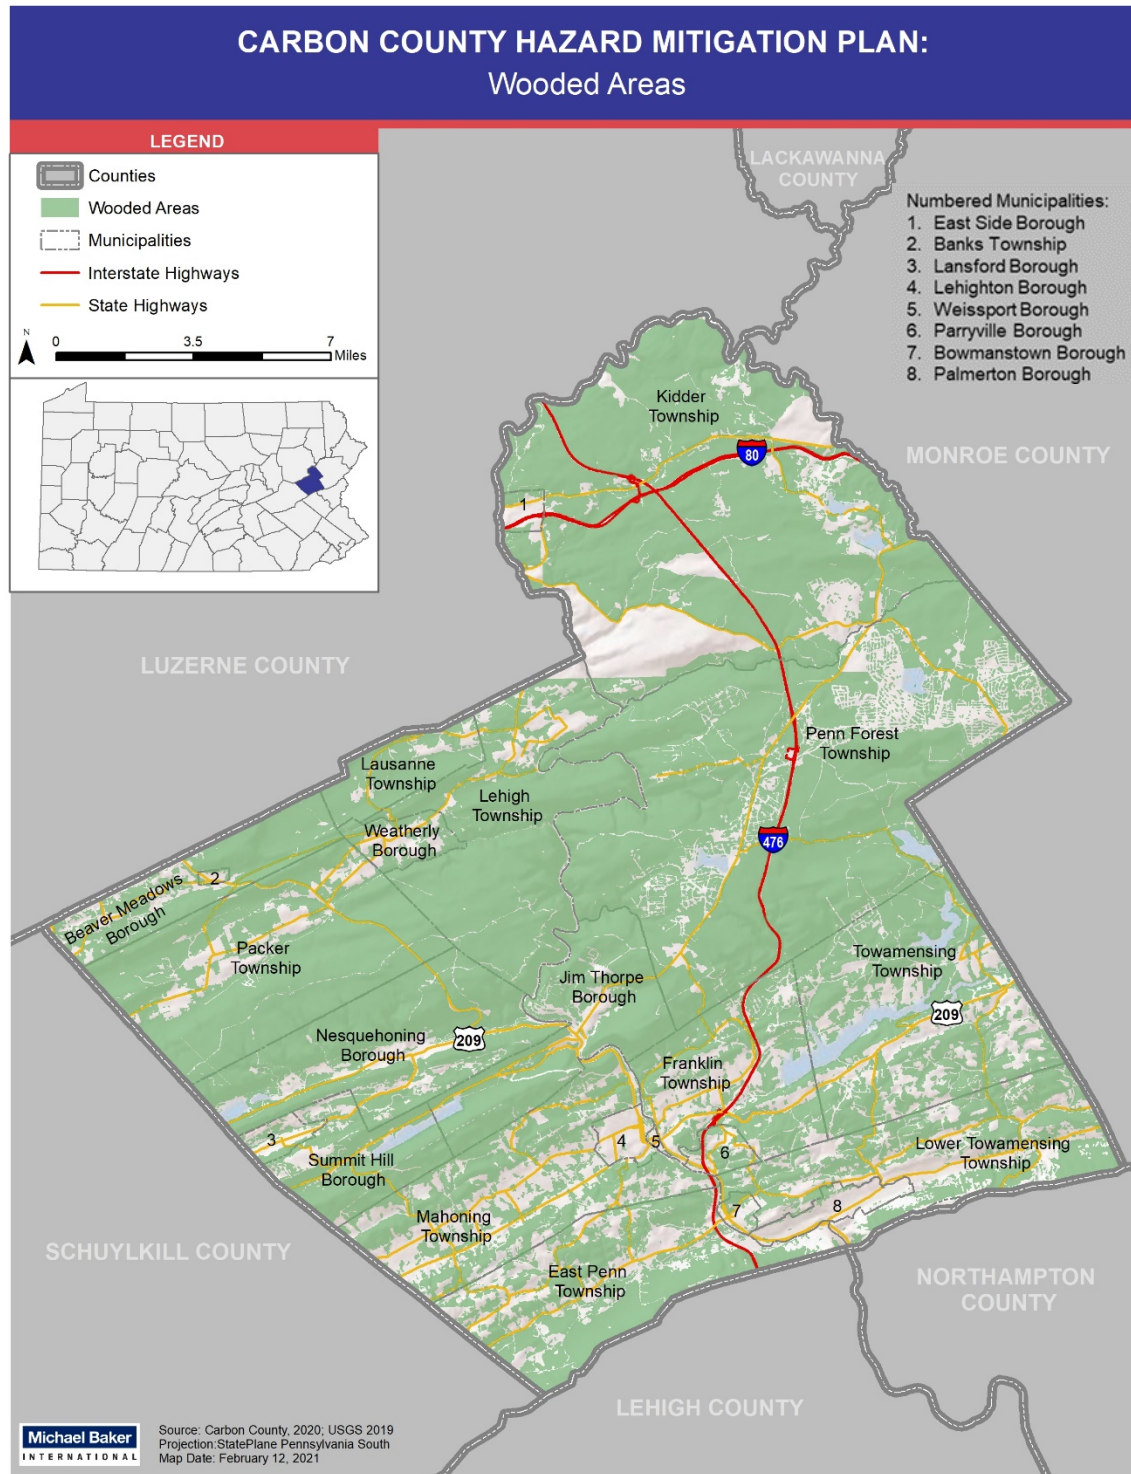 CARBON COUNTY HAZARD MITIGATION PLAN:
Wooded Areas
LEGEND
Counties
Wooded Areas
Municipalities
Interstate Highways
State Highways
N
0 3.5 7
Miles
LACKAWANNA
COUNTY
Numbered Municipalities:
1. East Side Borough
2. Banks Township
3. Lansford Borough
4. Lehighton Borough
5. Weissport Borough
6. Parryville Borough
7. Bowmanstown Borough
8. Palmerton Borough
Kidder
Township
80
MONROE COUNTY
1
LUZERNE COUNTY
Penn Forest
Township
Lausanne
Township
Lehigh
Township
Weatherly
Borough
476
2
Beaver Meadows
Borough
Packer
Township
Towamensing
Township
Jim Thorpe
Borough
209
Nesquehoning
Borough
209
Franklin
Township
3
4
5
6
Lower Towamensing
Township
Summit Hill
Borough
7
8
Mahoning
Township
SCHUYLKILL COUNTY
East Penn
Township
NORTHAMPTON
COUNTY
LEHIGH COUNTY
Michael Baker
INTERNATIONAL
Source: Carbon County, 2020; USGS 2019
Projection:StatePlane Pennsylvania South
Map Date: February 12, 2021